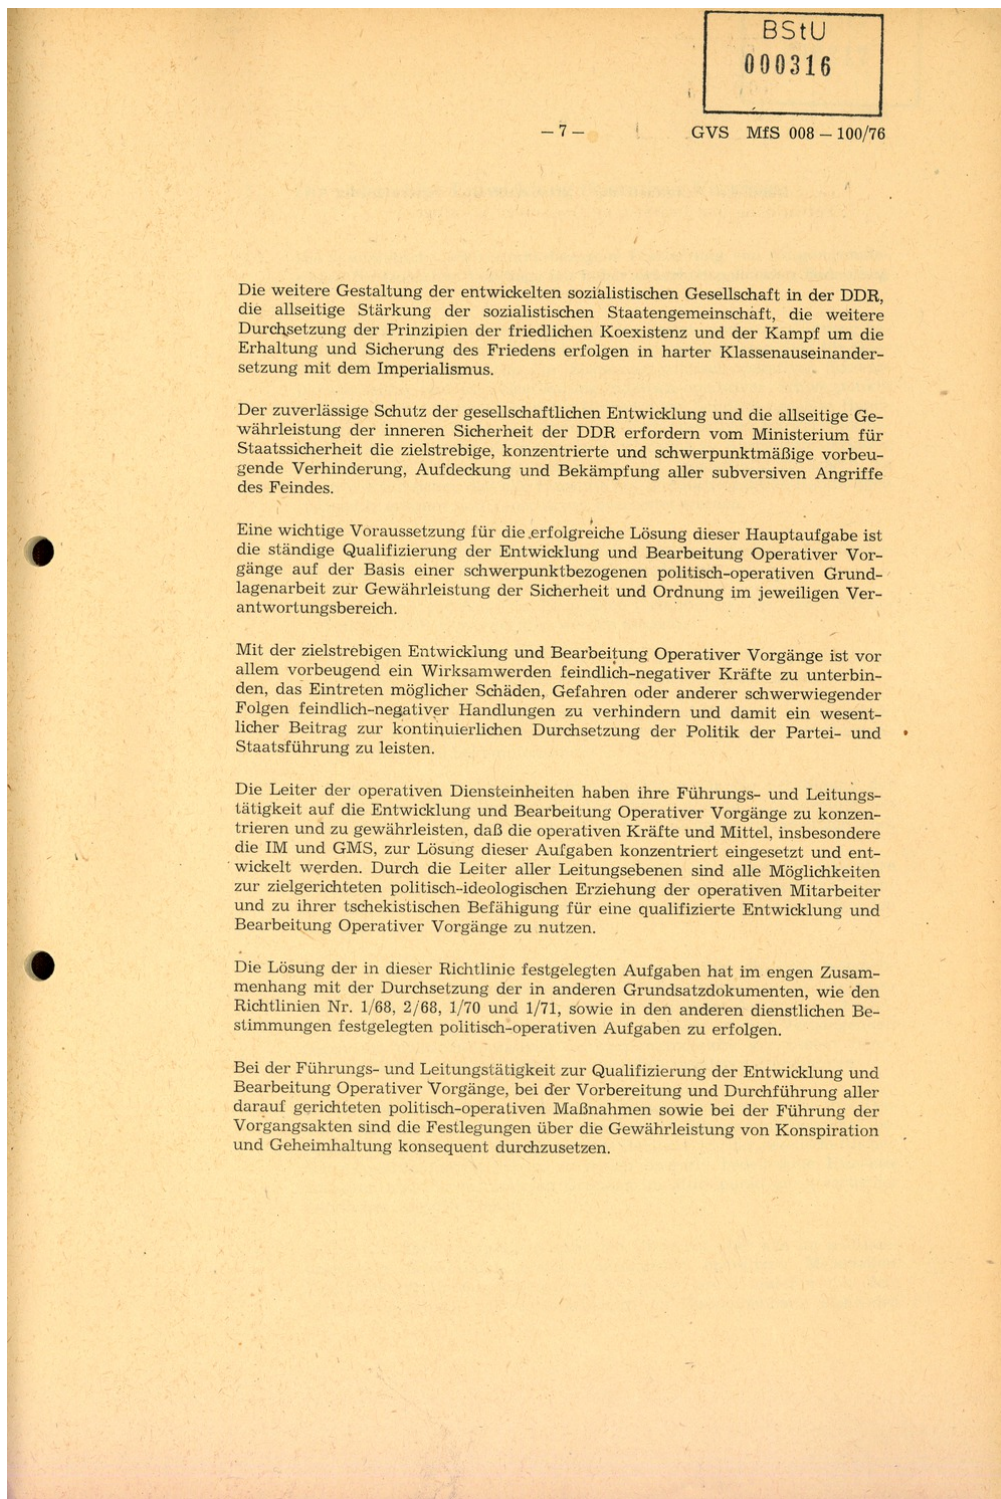 BStU
000316
— 7 —
GVS MfS 008 — 100/76
Die weitere Gestaltung der entwickelten sozialistischen Gesellschaft in der DDR,
die allseitige Stärkung der sozialistischen Staatengemeinschaft, die weitere
Durchsetzung der Prinzipien der friedlichen Koexistenz und der Kampf um die
Erhaltung und Sicherung des Friedens erfolgen in harter Klassenauseinander-
setzung mit dem Imperialismus.
Der zuverlässige Schutz der gesellschaftlichen Entwicklung und die allseitige Ge-
währleistung der inneren Sicherheit der DDR erfordern vom Ministerium für
Staatssicherheit die zielstrebige, konzentrierte und schwerpunktmäßige vorbeu-
gende Verhinderung, Aufdeckung und Bekämpfung aller subversiven Angriffe
des Feindes.
Eine wichtige Voraussetzung für die erfolgreiche Lösung dieser Hauptaufgabe ist
die ständige Qualifizierung der Entwicklung und Bearbeitung Operativer Vor-
gänge auf der Basis einer schwerpunktbezogenen politisch-operativen Grund-
lagenarbeit zur Gewährleistung der Sicherheit und Ordnung im jeweiligen Ver-
antwortungsbereich.
Mit der zielstrebigen Entwicklung und Bearbeitung Operativer Vorgänge ist vor
allem vorbeugend ein Wirksamwerden feindlich-negativer Kräfte zu unterbin-
den, das Eintreten möglicher Schäden, Gefahren oder anderer schwerwiegender
Folgen feindlich-negativer Handlungen zu verhindern und damit ein wesent-
licher Beitrag zur kontinuierlichen Durchsetzung der Politik der Partei- und
Staatsführung zu leisten.
Die Leiter der operativen Diensteinheiten haben ihre Führungs- und Leitungs-
tätigkeit auf die Entwicklung und Bearbeitung Operativer Vorgänge zu konzen-
trieren und zu gewährleisten, daß die operativen Kräfte und Mittel, insbesondere
die IM und GMS, zur Lösung dieser Aufgaben konzentriert eingesetzt und ent-
wickelt werden. Durch die Leiter aller Leitungsebenen sind alle Möglichkeiten
zur zielgerichteten politisch-ideologischen Erziehung der operativen Mitarbeiter
und zu ihrer tschekistischen Befähigung für eine qualifizierte Entwicklung und
Bearbeitung Operativer Vorgänge zu nutzen.
Die Lösung der in dieser Richtlinie festgelegten Aufgaben hat im engen Zusam-
menhang mit der Durchsetzung der in anderen Grundsatzdokumenten, wie den
Richtlinien Nr. 1/68, 2/68, 1/70 und 1/71, sowie in den anderen dienstlichen Be-
stimmungen festgelegten politisch-operativen Aufgaben zu erfolgen.
Bei der Führungs- und Leitungstätigkeit zur Qualifizierung der Entwicklung und
Bearbeitung Operativer Vorgänge, bei der Vorbereitung und Durchführung aller
darauf gerichteten politisch-operativen Maßnahmen sowie bei der Führung der
Vorgangsakten sind die Festlegungen über die Gewährleistung von Konspiration
und Geheimhaltung konsequent durchzusetzen.